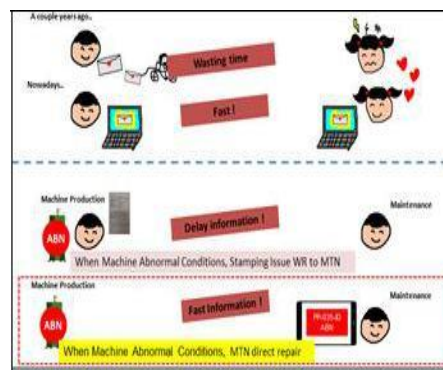 A couple years ago..
Wasting time
Nowadays..
Fast !
Machine Production
Maintenance
ABN
Delay information !
When Machine Abnormal Conditions, Stamping Issue WR to MTN
Machine Production
Maintenance
Fast Information !
ABN
ABN
When Machine Abnormal Conditions, MTN direct repair